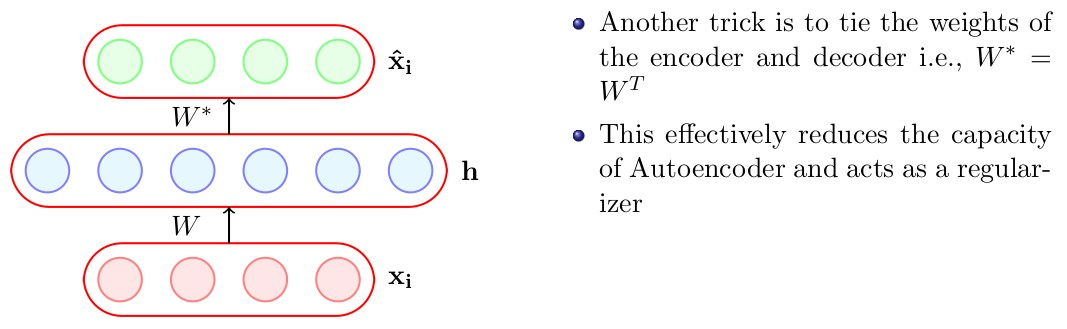 x̂ᵢ
W*
h
W
xᵢ
Another trick is to tie the weights of
the encoder and decoder i.e., W* =
Wᵀ
This effectively reduces the capacity
of Autoencoder and acts as a regular-
izer